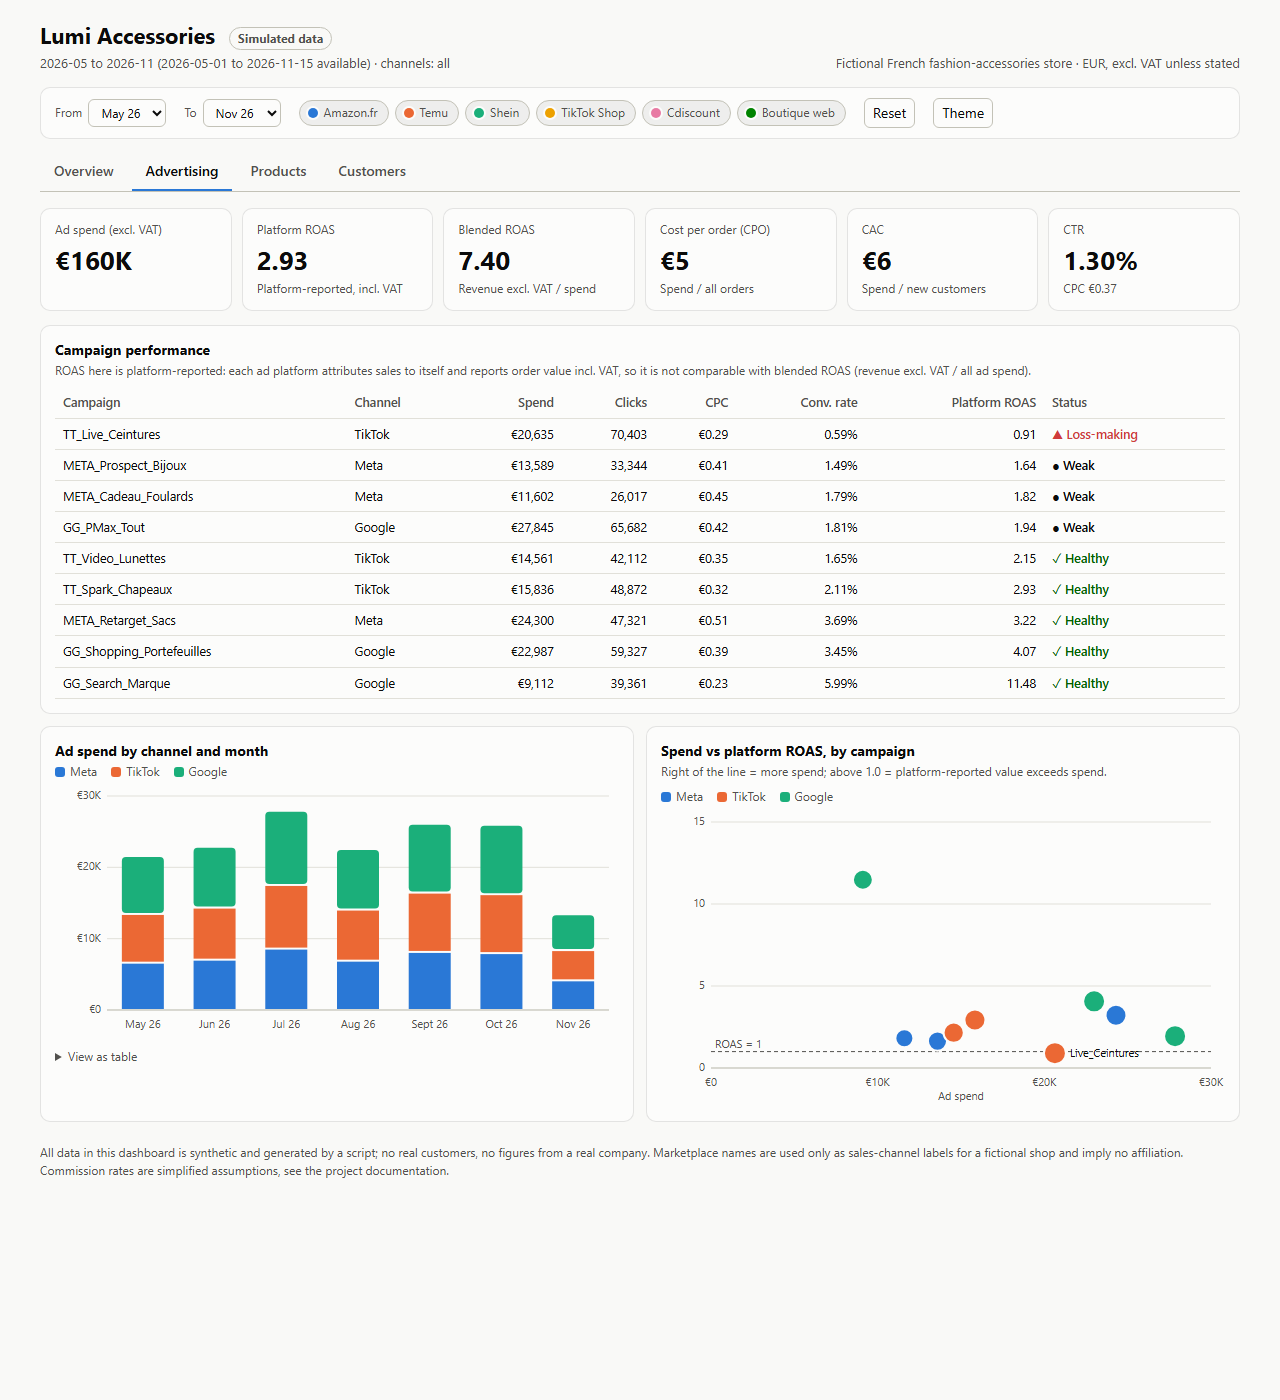 Lumi Accessories Simulated data
2026-05 to 2026-11 (2026-05-01 to 2026-11-15 available) · channels: all
Fictional French fashion-accessories store · EUR, excl. VAT unless stated
From May 26 To Nov 26 Amazon.fr Temu Shein TikTok Shop Cdiscount Boutique web Reset Theme
Overview Advertising Products Customers
Ad spend (excl. VAT)
€160K
Platform ROAS
2.93
Platform-reported, incl. VAT
Blended ROAS
7.40
Revenue excl. VAT / spend
Cost per order (CPO)
€5
Spend / all orders
CAC
€6
Spend / new customers
CTR
1.30%
CPC €0.37
Campaign performance
ROAS here is platform-reported: each ad platform attributes sales to itself and reports order value incl. VAT, so it is not comparable with blended ROAS (revenue excl. VAT / all ad spend).
Campaign Channel Spend Clicks CPC Conv. rate Platform ROAS Status
TT_Live_Ceintures TikTok €20,635 70,403 €0.29 0.59% 0.91 ▲ Loss-making
META_Prospect_Bijoux Meta €13,589 33,344 €0.41 1.49% 1.64 ● Weak
META_Cadeau_Foulards Meta €11,602 26,017 €0.45 1.79% 1.82 ● Weak
GG_PMax_Tout Google €27,845 65,682 €0.42 1.81% 1.94 ● Weak
TT_Video_Lunettes TikTok €14,561 42,112 €0.35 1.65% 2.15 ✓ Healthy
TT_Spark_Chapeaux TikTok €15,836 48,872 €0.32 2.11% 2.93 ✓ Healthy
META_Retarget_Sacs Meta €24,300 47,321 €0.51 3.69% 3.22 ✓ Healthy
GG_Shopping_Portefeuilles Google €22,987 59,327 €0.39 3.45% 4.07 ✓ Healthy
GG_Search_Marque Google €9,112 39,361 €0.23 5.99% 11.48 ✓ Healthy
Ad spend by channel and month
Meta TikTok Google
€30K
€20K
€10K
€0
May 26 Jun 26 Jul 26 Aug 26 Sept 26 Oct 26 Nov 26
▶ View as table
Spend vs platform ROAS, by campaign
Right of the line = more spend; above 1.0 = platform-reported value exceeds spend.
Meta TikTok Google
15
10
5
ROAS = 1
Live_Ceintures
0
€0 €10K €20K €30K
Ad spend
All data in this dashboard is synthetic and generated by a script; no real customers, no figures from a real company. Marketplace names are used only as sales-channel labels for a fictional shop and imply no affiliation.
Commission rates are simplified assumptions, see the project documentation.